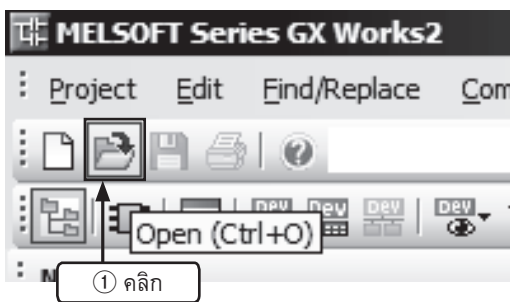 MELSOFT Series GX Works2
Project Edit Find/Replace
Open (Ctrl+O)
① คลิก